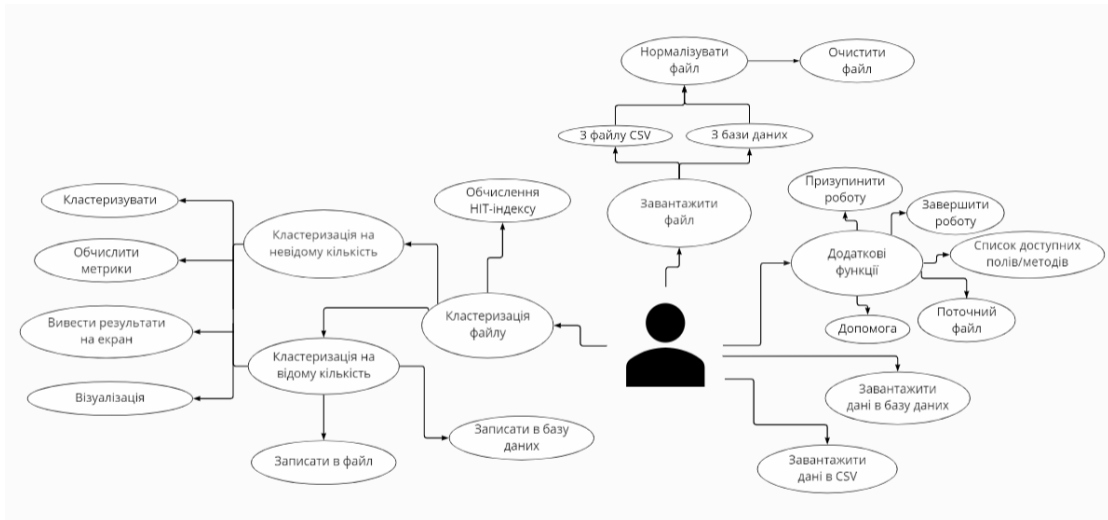 Нормалізувати
файл
Очистити
файл
З файлу CSV
З бази даних
Завантажити
файл
Призупинити
роботу
Завершити
роботу
Додаткові
функції
Список доступних
полів/методів
Поточний
файл
Допомога
Обчислення
НІТ-індексу
Кластеризувати
Кластеризація на
невідому кількість
Обчислити
метрики
Вивести результати
на екран
Кластеризація
файлу
Кластеризація на
відому кількість
Візуалізація
Записати в базу
даних
Записати в файл
Завантажити
дані в базу даних
Завантажити
дані в CSV